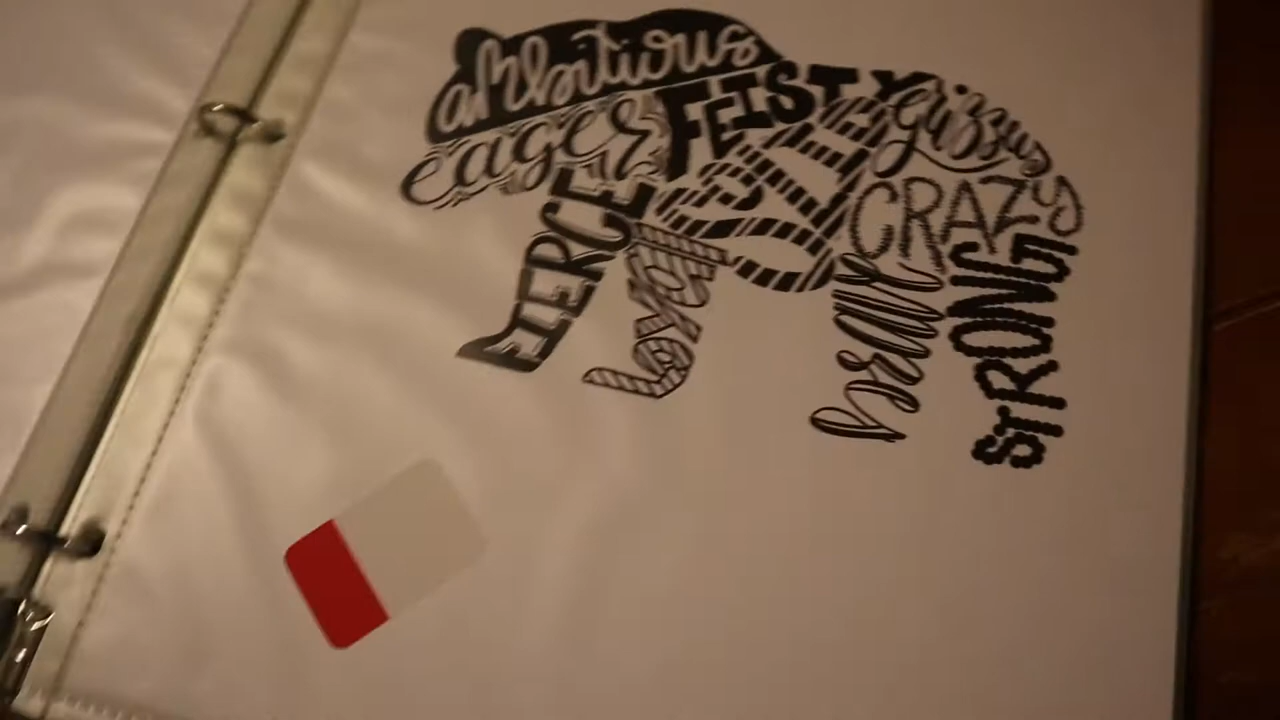 ambitious
eager
FEISTY
grizzly
CRAZY
FIERCE
loyal
brave
STRONG